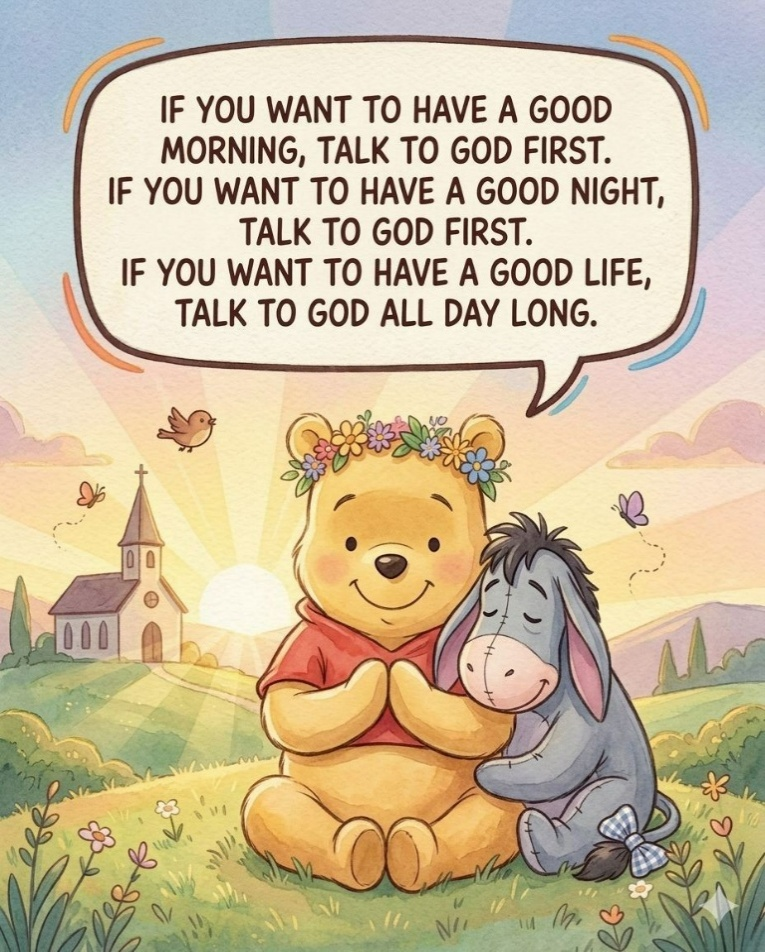 IF YOU WANT TO HAVE A GOOD
MORNING, TALK TO GOD FIRST.
IF YOU WANT TO HAVE A GOOD NIGHT,
TALK TO GOD FIRST.
IF YOU WANT TO HAVE A GOOD LIFE,
TALK TO GOD ALL DAY LONG.